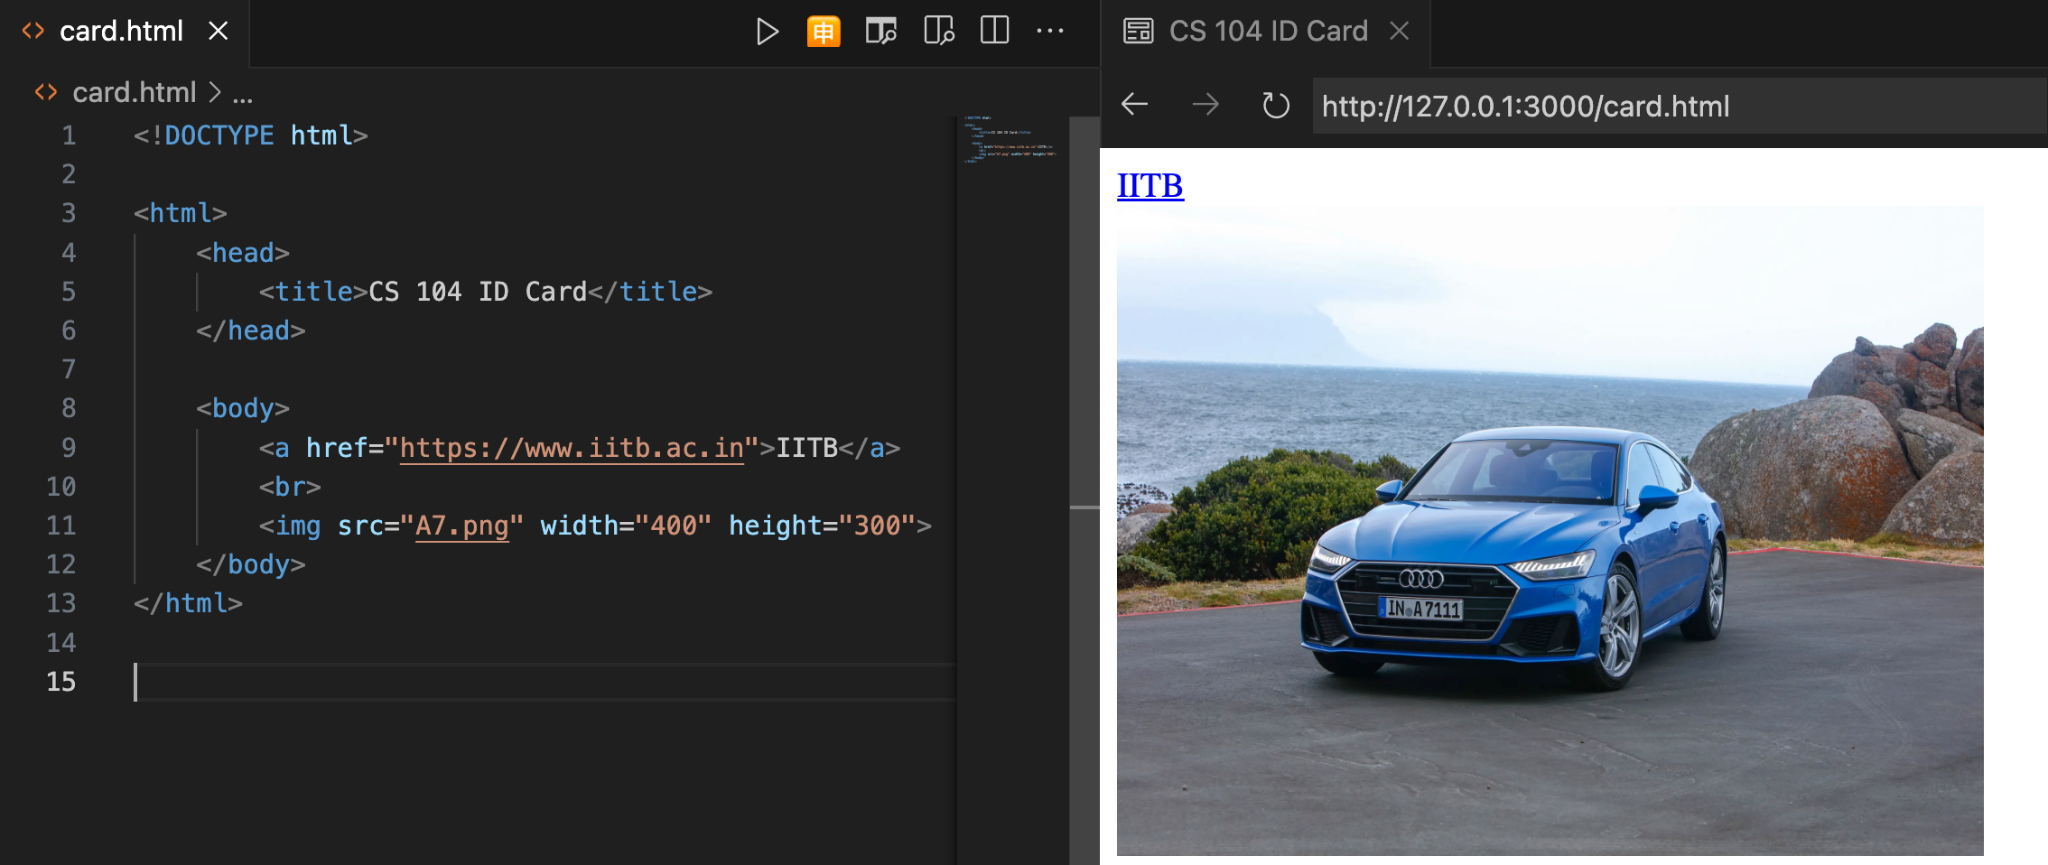 card.html
card.html > ...
1 <!DOCTYPE html>
2
3 <html>
4     <head>
5         <title>CS 104 ID Card</title>
6     </head>
7
8     <body>
9         <a href="https://www.iitb.ac.in">IITB</a>
10         <br>
11         <img src="A7.png" width="400" height="300">
12     </body>
13 </html>
14
15
申
CS 104 ID Card
http://127.0.0.1:3000/card.html
IITB
IN A 7111